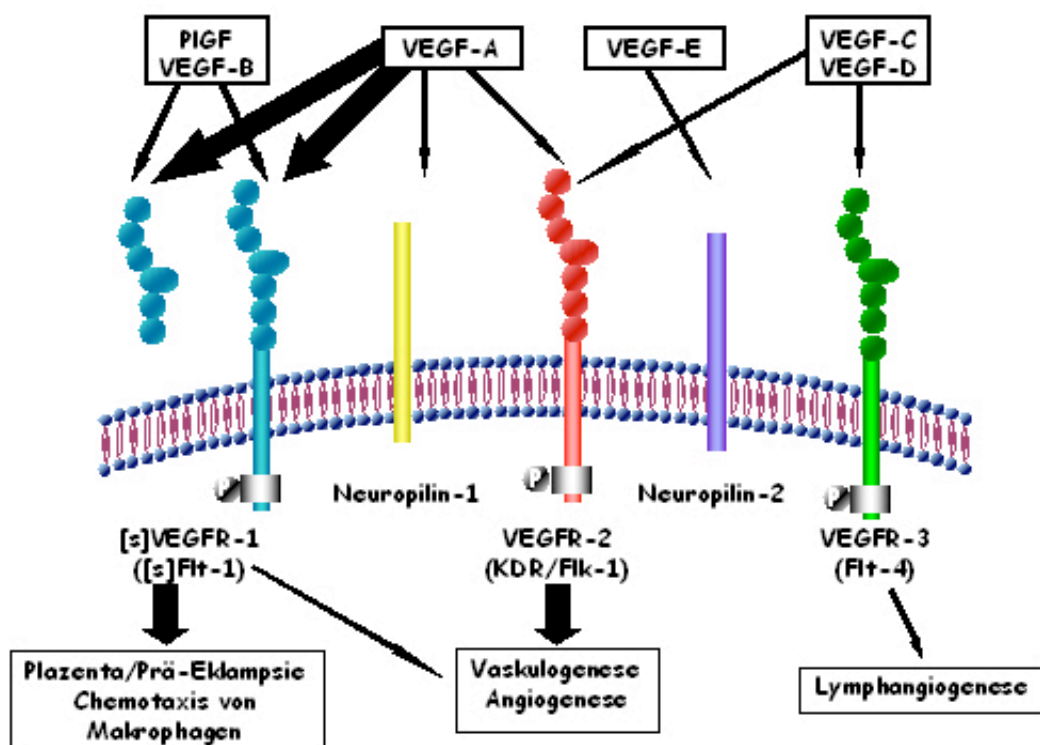 PlGF
VEGF-B
VEGF-A
VEGF-E
VEGF-C
VEGF-D
P
Neuropilin-1
P
Neuropilin-2
P
[s]VEGFR-1
([s]Flt-1)
VEGFR-2
(KDR/Flk-1)
VEGFR-3
(Flt-4)
Plazenta/Prä-Eklampsie
Chemotaxis von
Makrophagen
Vaskulogenese
Angiogenese
Lymphangiogenese